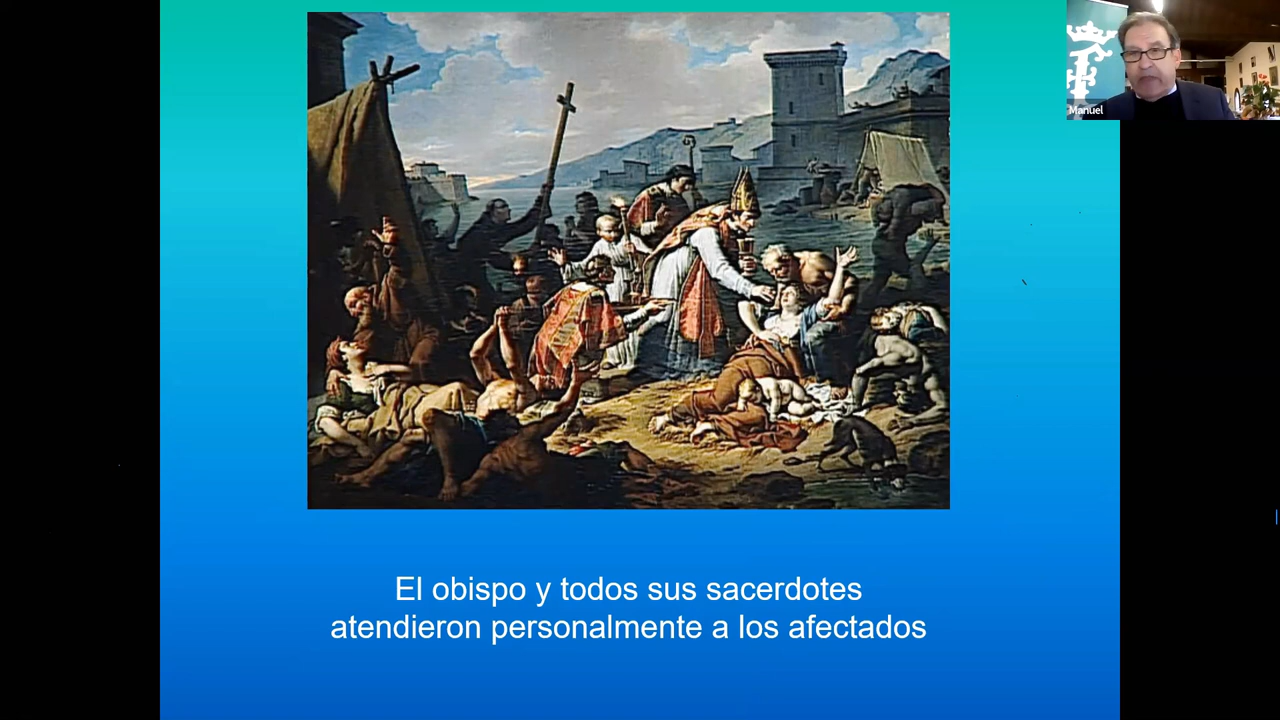 Manuel
El obispo y todos sus sacerdotes
atendieron personalmente a los afectados